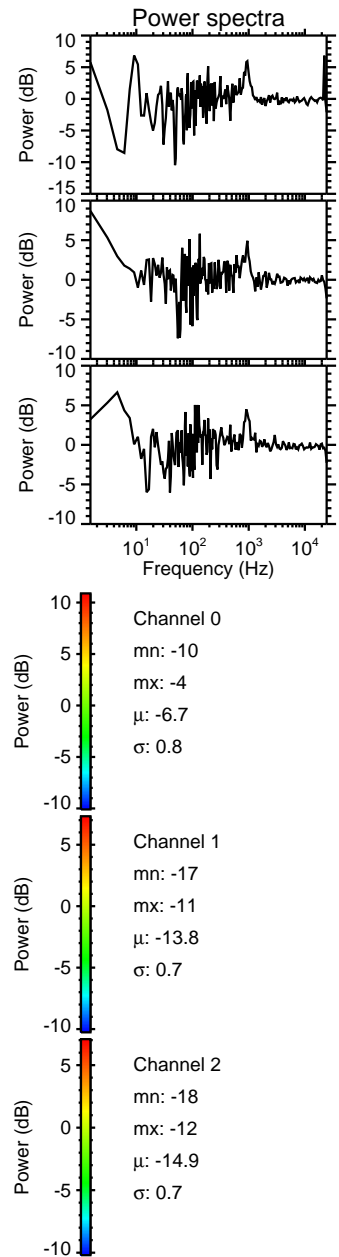 Power spectra
10
5
0
-5
-10
-15
Power (dB)
10
5
0
-5
-10
Power (dB)
10
5
0
-5
-10
Power (dB)
10¹ 10² 10³ 10⁴
Frequency (Hz)
10
5
0
-5
-10
Power (dB)
Channel 0
mn: -10
mx: -4
μ: -6.7
σ: 0.8
5
0
-5
-10
Power (dB)
Channel 1
mn: -17
mx: -11
μ: -13.8
σ: 0.7
5
0
-5
-10
Power (dB)
Channel 2
mn: -18
mx: -12
μ: -14.9
σ: 0.7